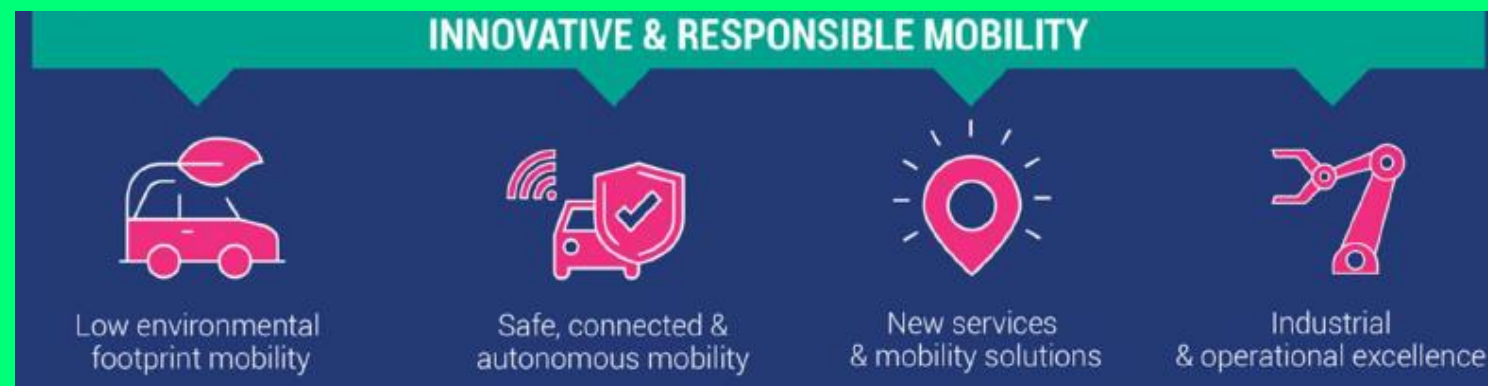 INNOVATIVE & RESPONSIBLE MOBILITY
Low environmental
footprint mobility
Safe, connected &
autonomous mobility
New services
& mobility solutions
Industrial
& operational excellence